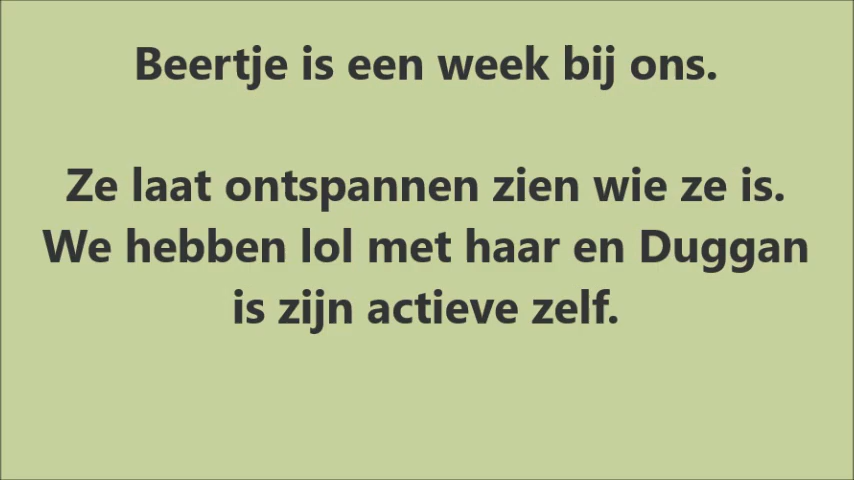 Beertje is een week bij ons.
Ze laat ontspannen zien wie ze is.
We hebben lol met haar en Duggan
is zijn actieve zelf.